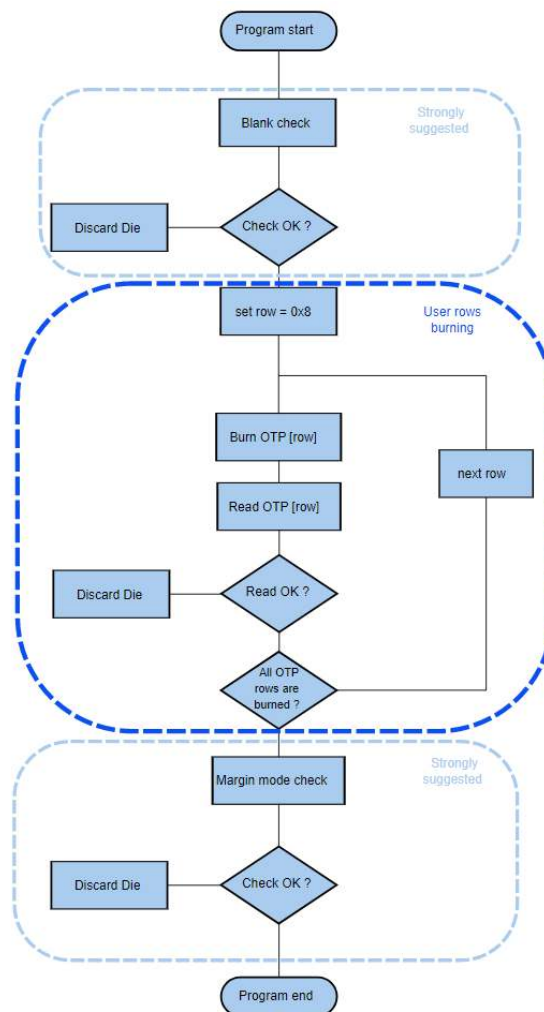 Program start
Strongly
suggested
Blank check
Discard Die
Check OK ?
set row = 0x8
User rows
burning
Burn OTP [row]
next row
Read OTP [row]
Discard Die
Read OK ?
All OTP
rows are
burned ?
Margin mode check
Strongly
suggested
Discard Die
Check OK ?
Program end